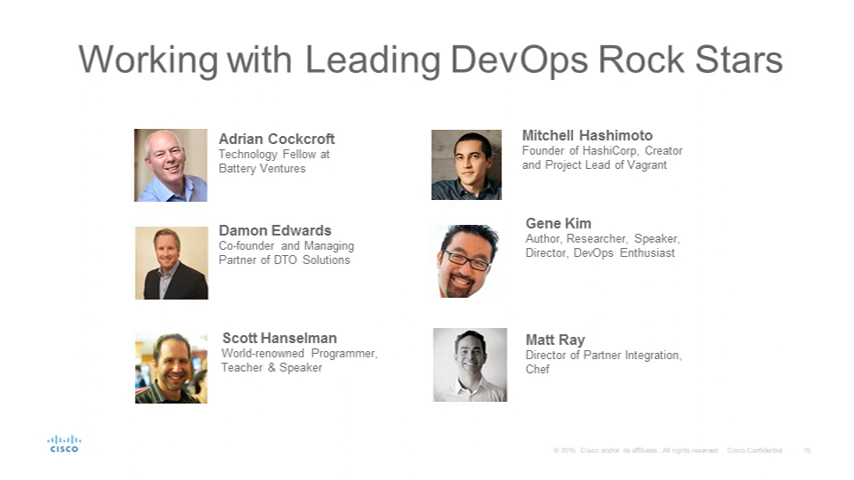 Working with Leading DevOps Rock Stars
Adrian Cockcroft
Technology Fellow at
Battery Ventures
Mitchell Hashimoto
Founder of HashiCorp, Creator
and Project Lead of Vagrant
Damon Edwards
Co-founder and Managing
Partner of DTO Solutions
Gene Kim
Author, Researcher, Speaker,
Director, DevOps Enthusiast
Scott Hanselman
World-renowned Programmer,
Teacher & Speaker
Matt Ray
Director of Partner Integration,
Chef
CISCO
© 2015 Cisco and/or its affiliates. All rights reserved. Cisco Confidential